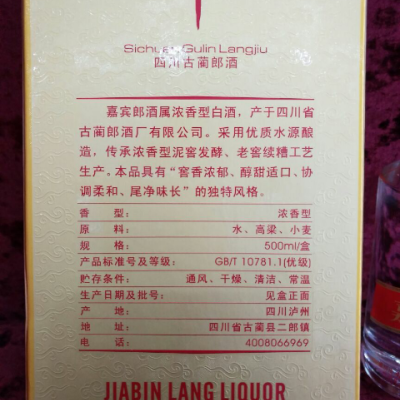 Sichuan Gulin Langjiu
四川古蔺郎酒
嘉宾郎酒属浓香型白酒，产于四川省
古蔺郎酒厂有限公司。采用优质水源酿
造，传承浓香型泥窖发酵、老窖续糟工艺
生产。本品具有“窖香浓郁、醇甜适口、协
调柔和、尾净味长”的独特风格。
香型：浓香型
原料：水、高梁、小麦
规格：500ml/盒
产品标准号及等级：GB/T 10781.1(优级)
贮存条件：通风、干燥、清洁、常温
生产日期及批号：见盒正面
产地：四川泸州
地址：四川省古蔺县二郎镇
电话：4008066969
JIABIN LANG LIQUOR